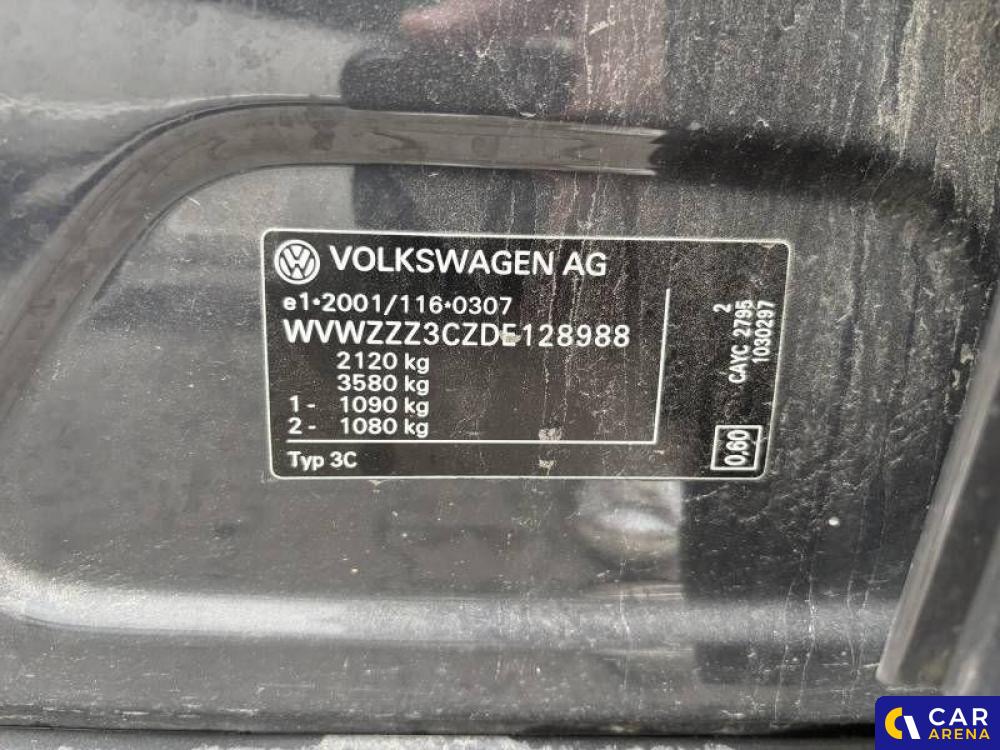 VOLKSWAGEN AG
e1*2001/116*0307
WVWZZZ3CZDE128988
2120 kg
3580 kg
1- 1090 kg
2- 1080 kg
Typ 3C
2
CAYC 2795
1030297
0.60
CAR
ARENA